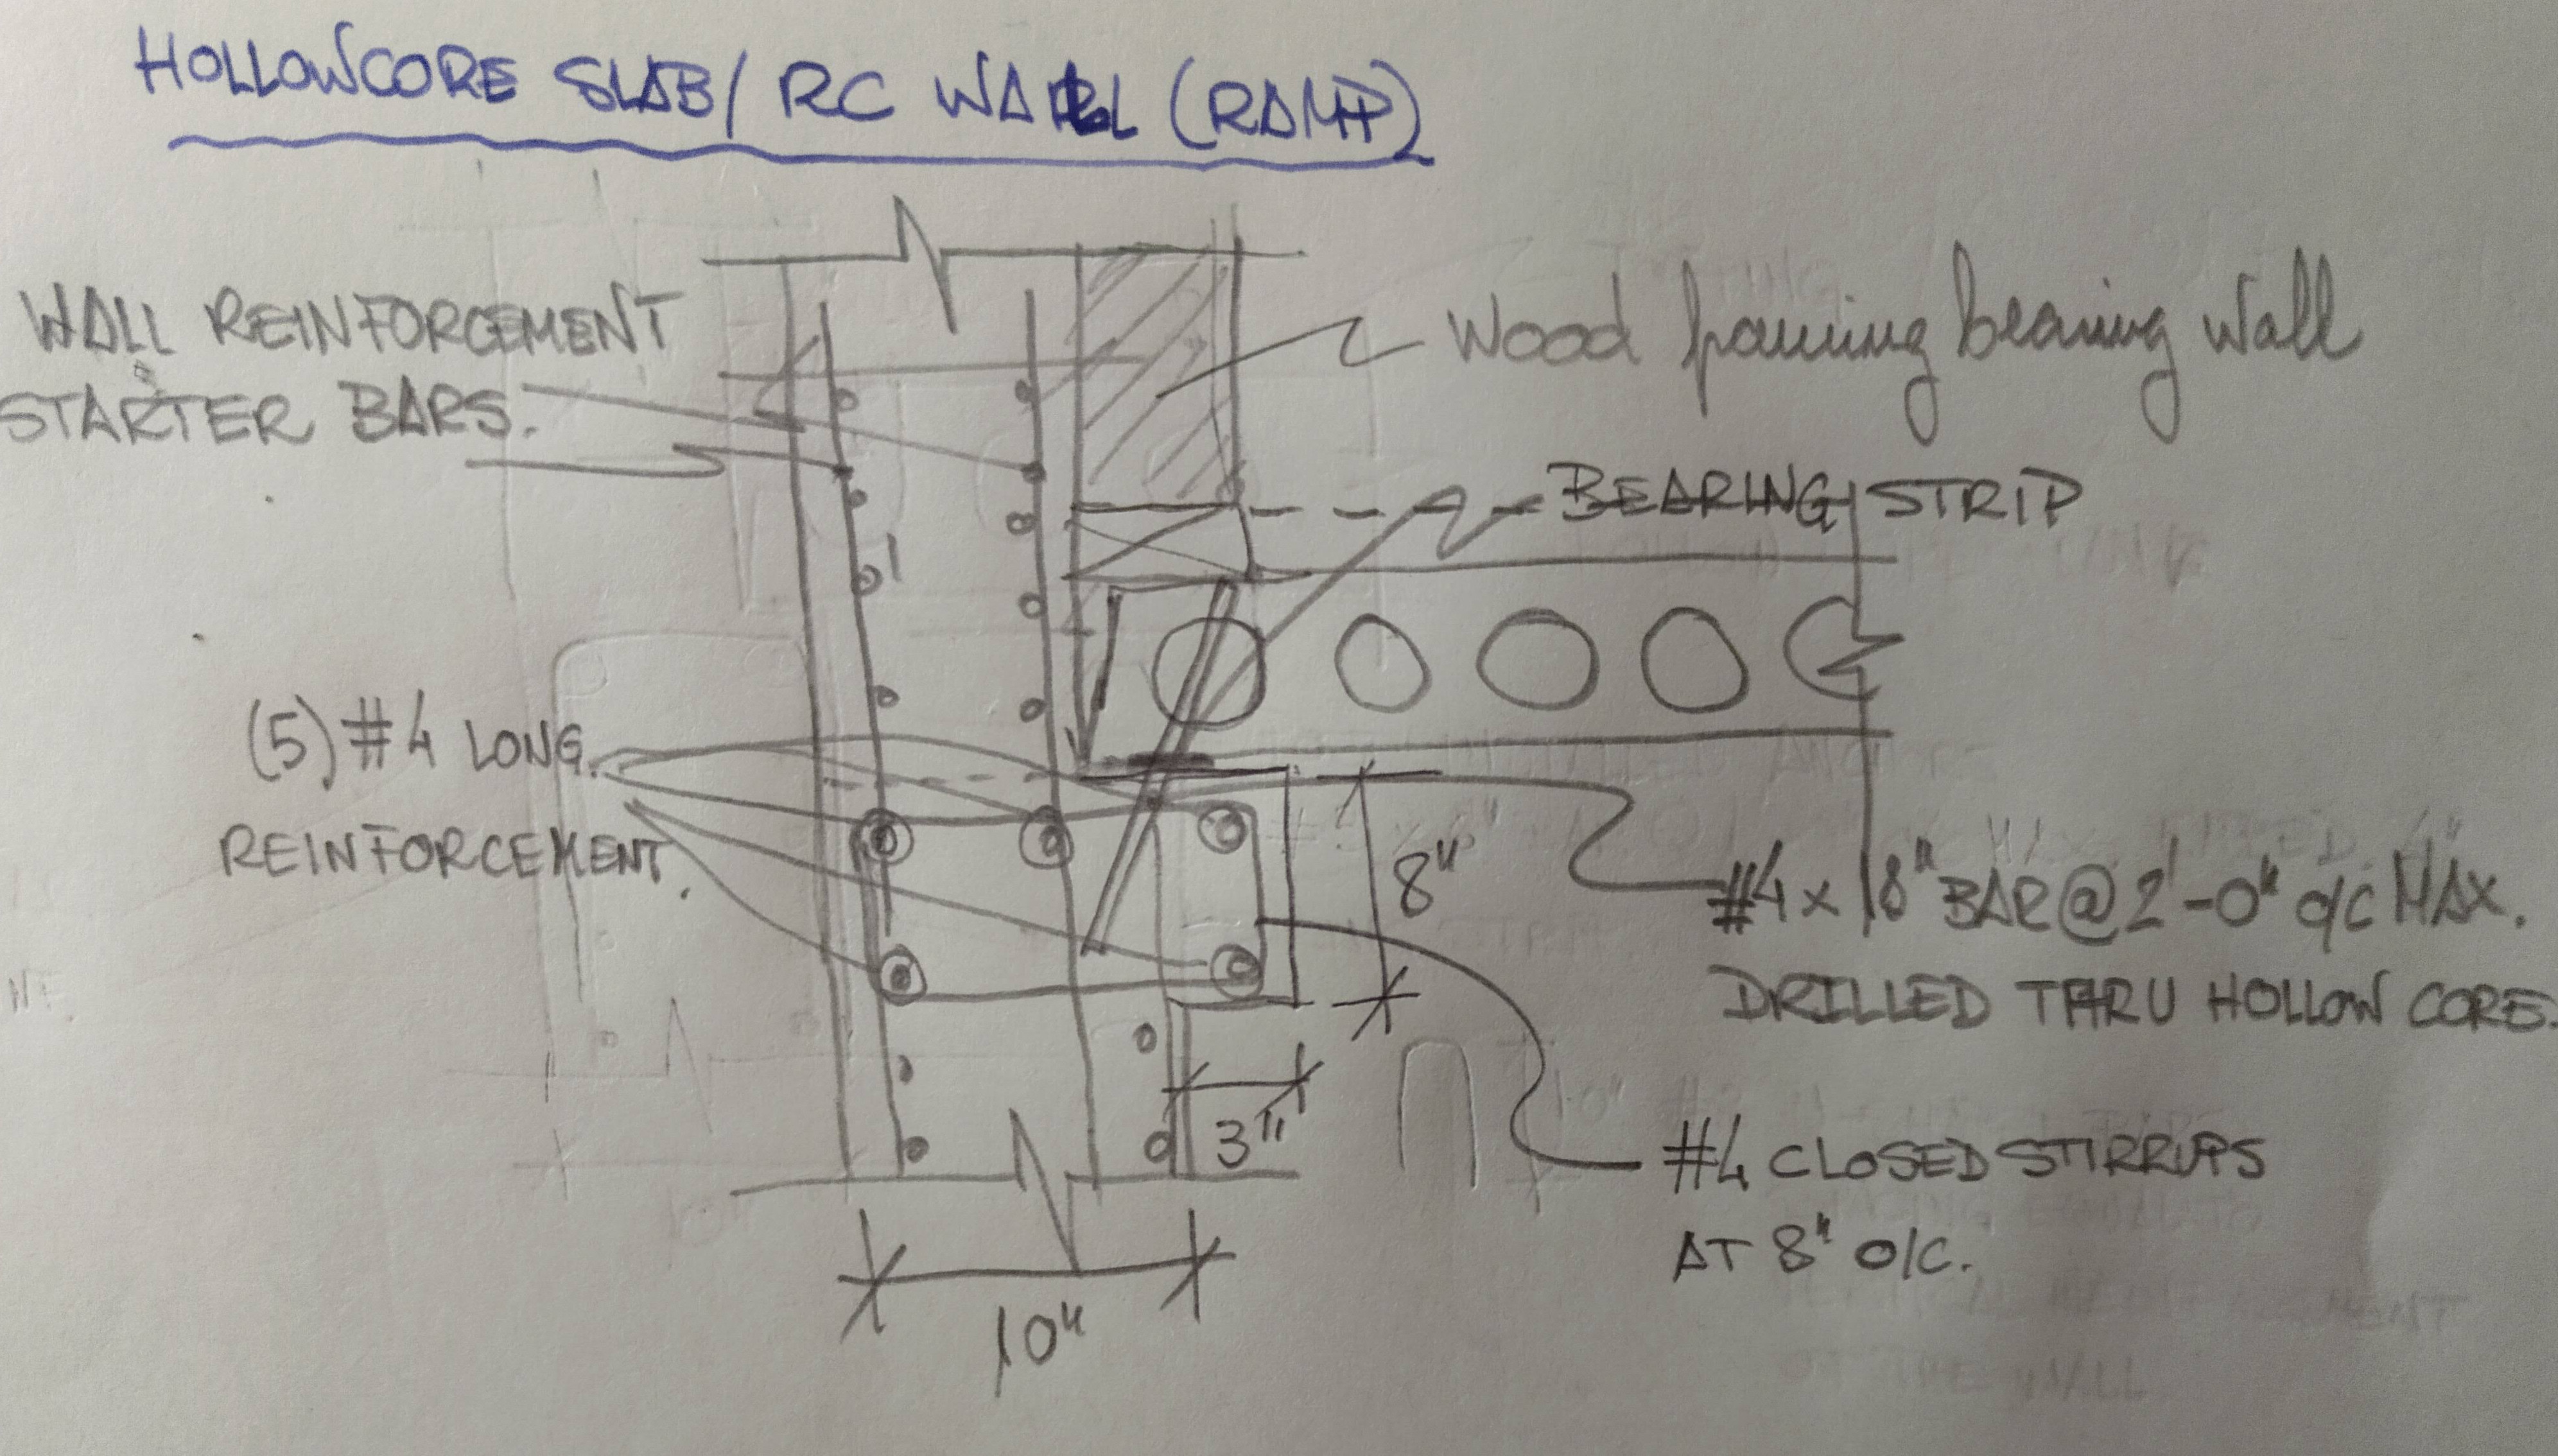 HOLLOWCORE SLAB/ RC WALL (RAMP)
WALL REINFORCEMENT
STARTER BARS.
Wood framing bearing wall
BEARING STRIP
(5) #4 LONG.
REINFORCEMENT.
8"
#4 x 18" BAR @ 2'-0" o/c MAX.
DRILLED THRU HOLLOW CORE.
3"
#4 CLOSED STIRRUPS
AT 8" O/C.
10"